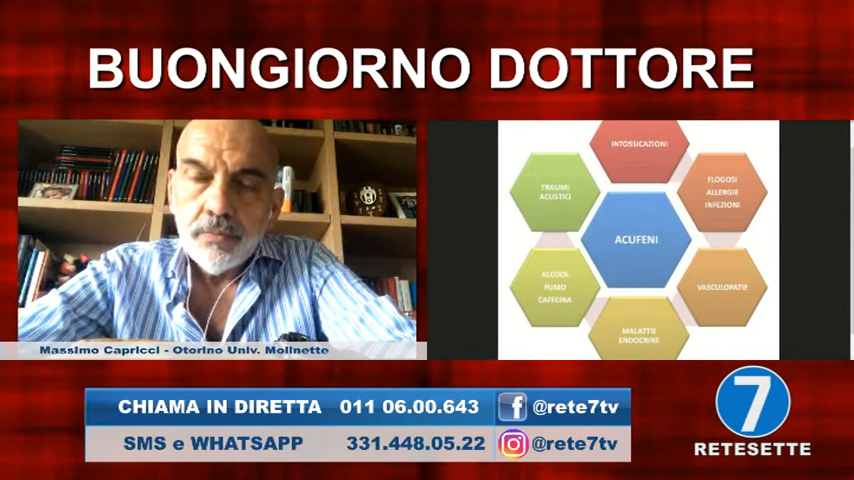 BUONGIORNO DOTTORE
INTOSSICAZIONI
TRAUMI
ACUSTICI
FLOGOSI
ALLERGIE
INFEZIONI
ACUFENI
ALCOOL
FUMO
CAFFEINA
VASCULOPATIE
MALATTIE
ENDOCRINE
Massimo Capricci - Otorino Univ. Molinette
CHIAMA IN DIRETTA 011 06.00.643 @rete7tv
SMS e WHATSAPP 331.448.05.22 @rete7tv
7
RETESETTE